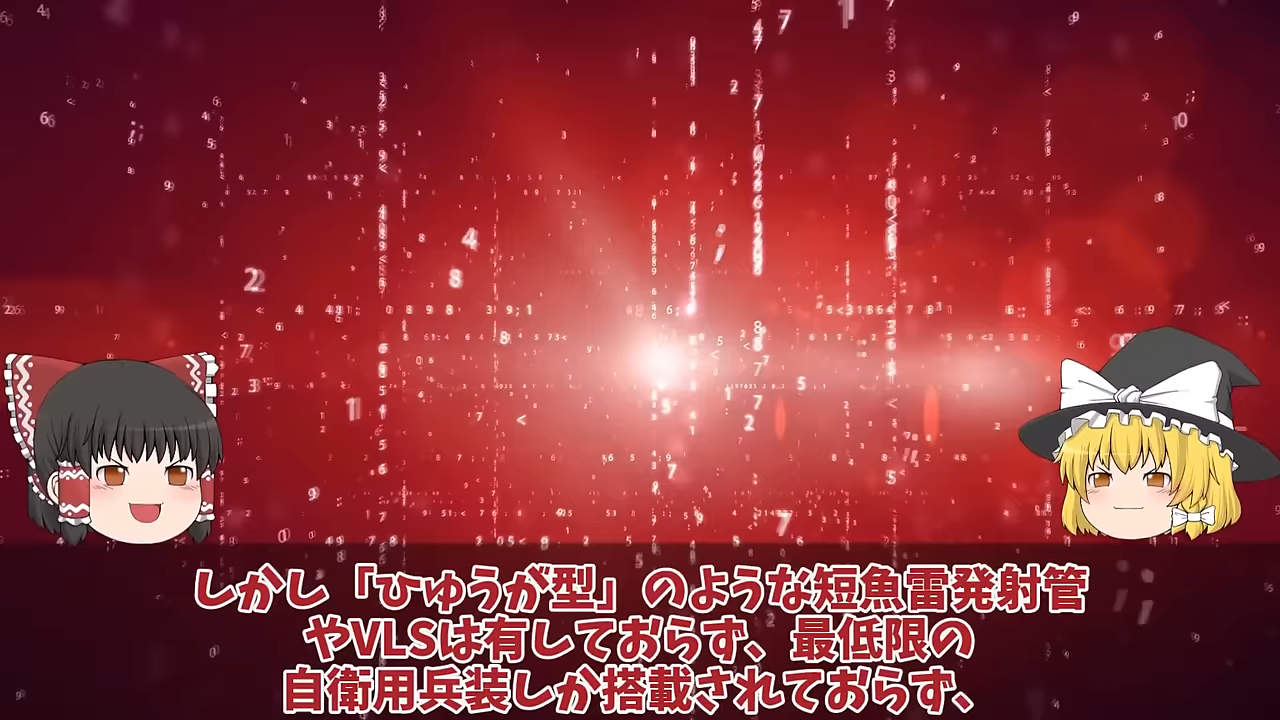 しかし「ひゅうが型」のような短魚雷発射管
やVLSは有しておらず、最低限の
自衛用兵装しか搭載されておらず、